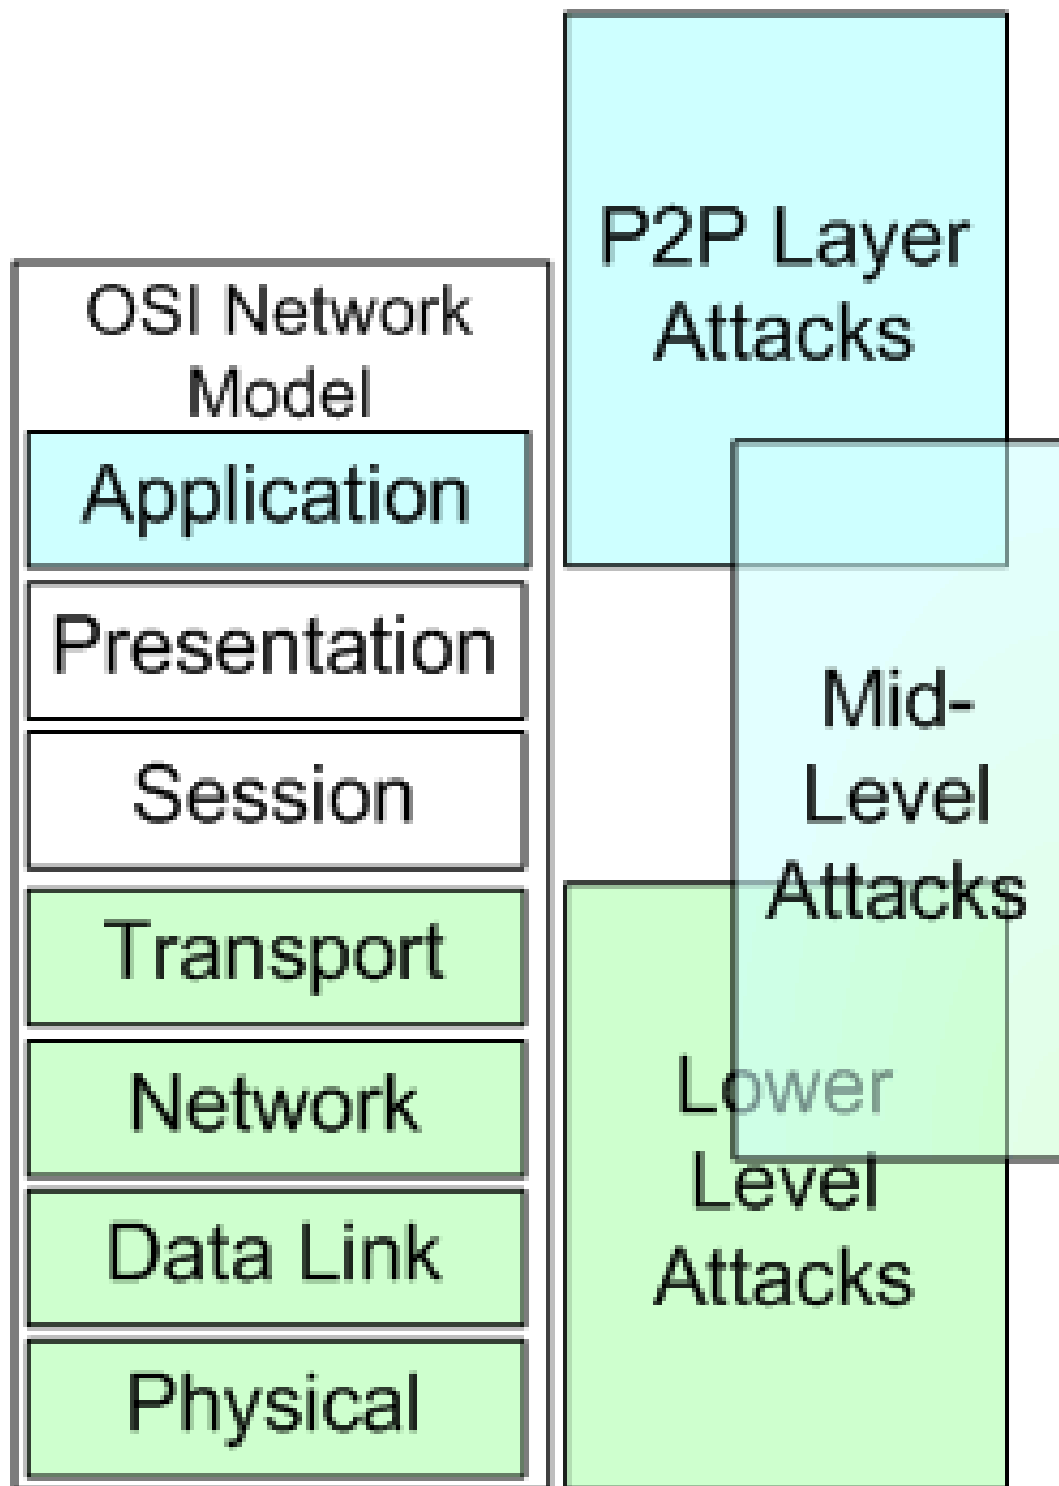 OSI Network
Model
Application
Presentation
Session
Transport
Network
Data Link
Physical
P2P Layer
Attacks
Mid-
Level
Attacks
Lower
Level
Attacks